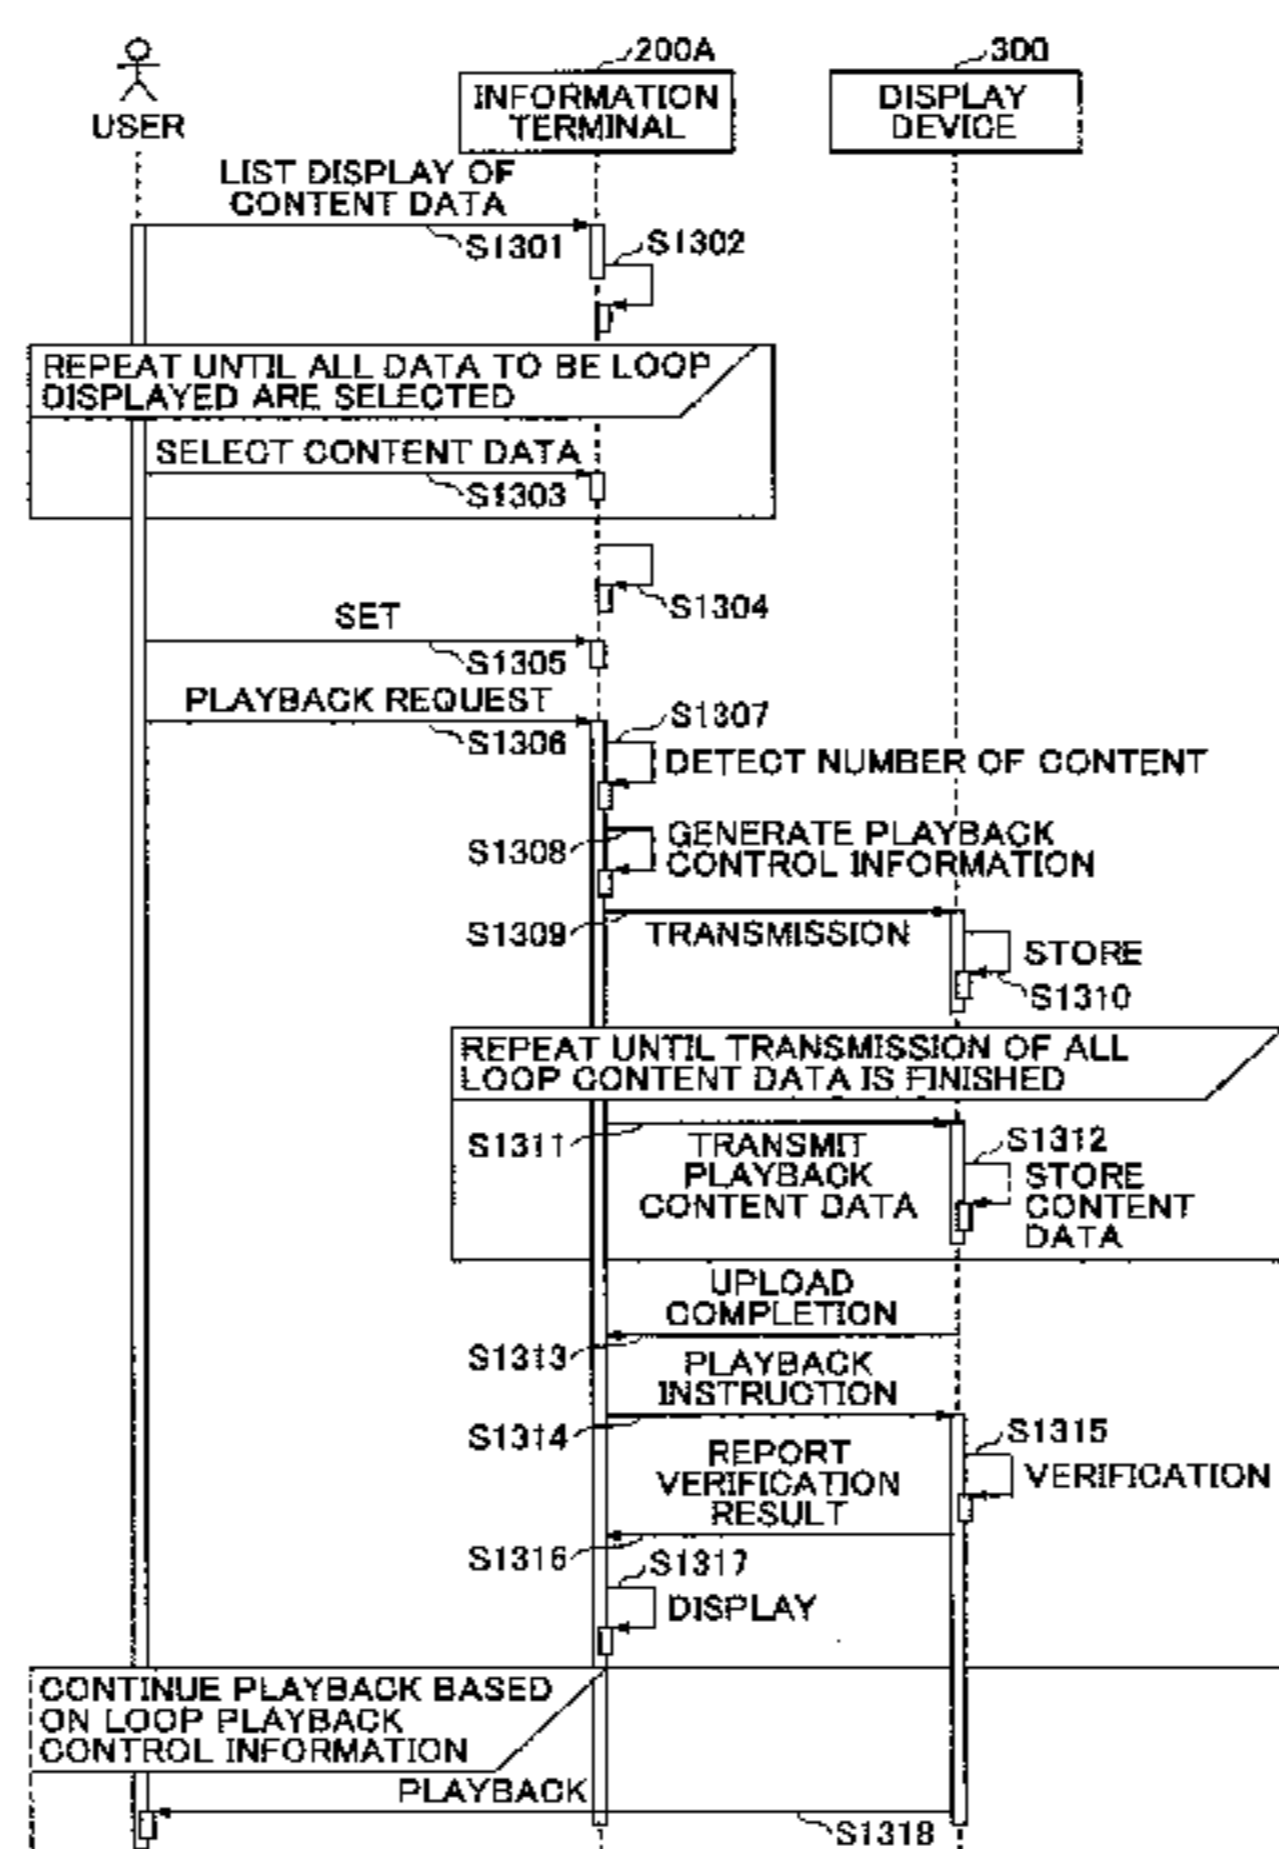 200A
300
USER
INFORMATION
TERMINAL
DISPLAY
DEVICE
LIST DISPLAY OF
CONTENT DATA
S1301
S1302
REPEAT UNTIL ALL DATA TO BE LOOP
DISPLAYED ARE SELECTED
SELECT CONTENT DATA
S1303
S1304
SET
S1305
PLAYBACK REQUEST
S1306
S1307
DETECT NUMBER OF CONTENT
S1308
GENERATE PLAYBACK
CONTROL INFORMATION
S1309
TRANSMISSION
STORE
S1310
REPEAT UNTIL TRANSMISSION OF ALL
LOOP CONTENT DATA IS FINISHED
S1311
TRANSMIT
PLAYBACK
CONTENT DATA
S1312
STORE
CONTENT
DATA
UPLOAD
COMPLETION
S1313
PLAYBACK
INSTRUCTION
S1314
S1315
VERIFICATION
REPORT
VERIFICATION
RESULT
S1316
S1317
DISPLAY
CONTINUE PLAYBACK BASED
ON LOOP PLAYBACK
CONTROL INFORMATION
PLAYBACK
S1318